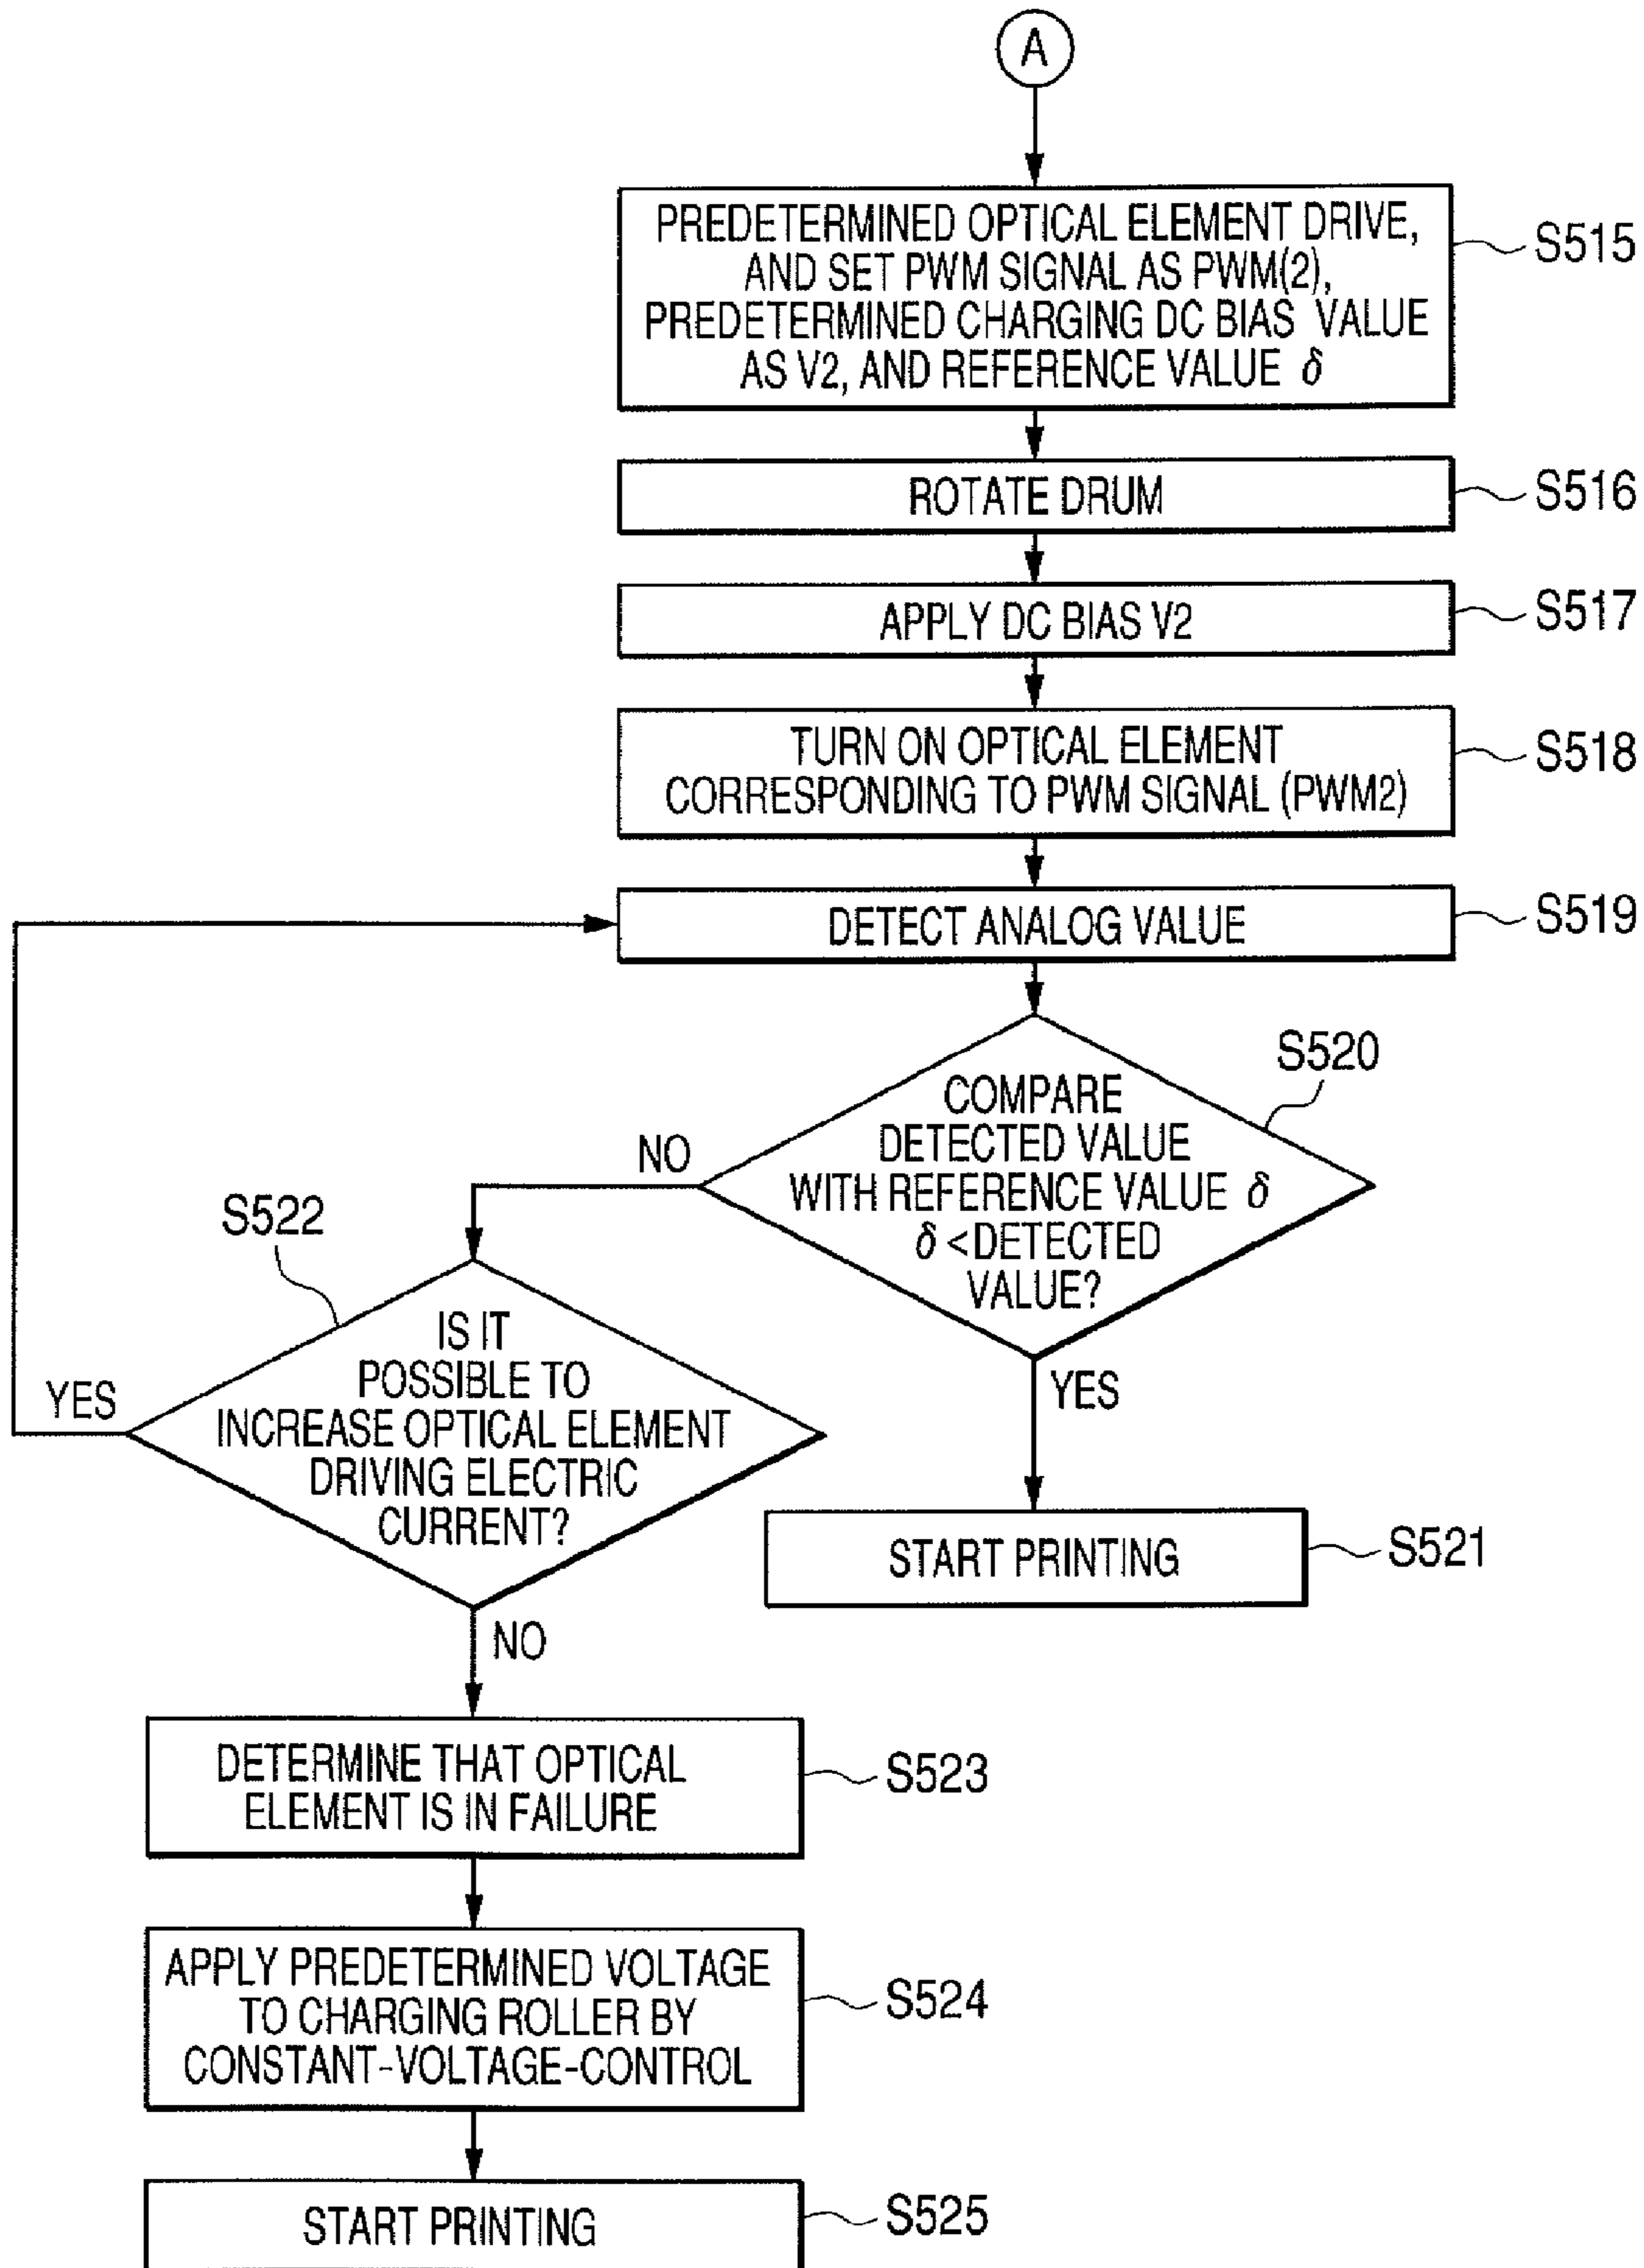 A
PREDETERMINED OPTICAL ELEMENT DRIVE,
AND SET PWM SIGNAL AS PWM(2),
PREDETERMINED CHARGING DC BIAS VALUE
AS V2, AND REFERENCE VALUE δ
S515
ROTATE DRUM
S516
APPLY DC BIAS V2
S517
TURN ON OPTICAL ELEMENT
CORRESPONDING TO PWM SIGNAL (PWM2)
S518
DETECT ANALOG VALUE
S519
COMPARE
DETECTED VALUE
WITH REFERENCE VALUE δ
δ <DETECTED
VALUE?
S520
NO
YES
START PRINTING
S521
S522
IS IT
POSSIBLE TO
INCREASE OPTICAL ELEMENT
DRIVING ELECTRIC
CURRENT?
YES
NO
DETERMINE THAT OPTICAL
ELEMENT IS IN FAILURE
S523
APPLY PREDETERMINED VOLTAGE
TO CHARGING ROLLER BY
CONSTANT-VOLTAGE-CONTROL
S524
START PRINTING
S525